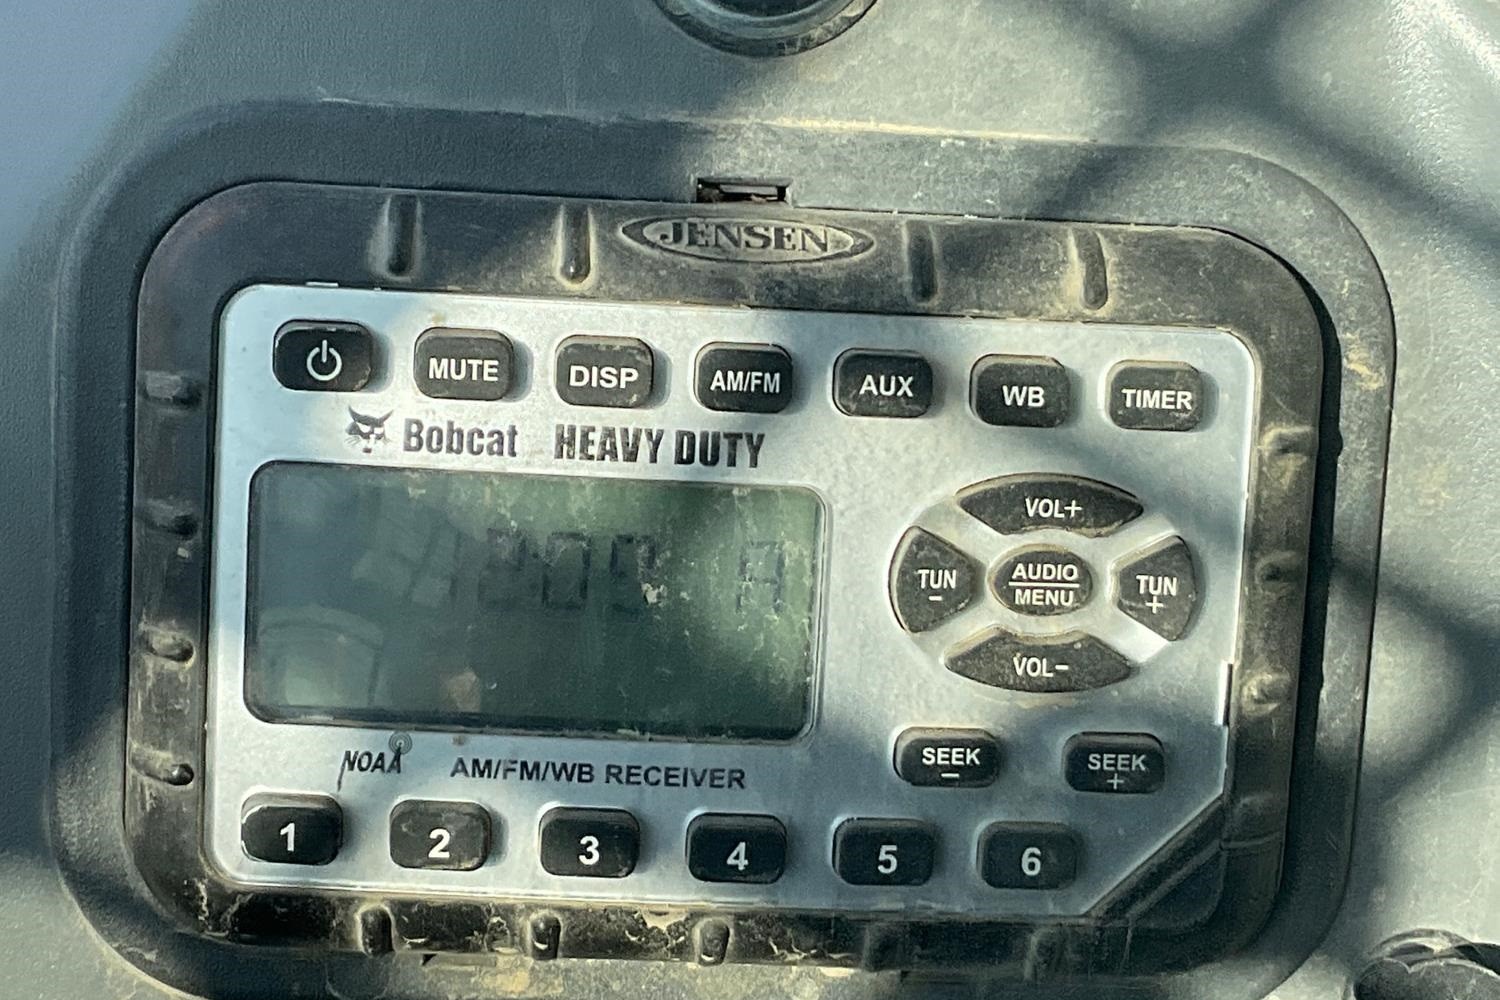 JENSEN
MUTE DISP AM/FM AUX WB TIMER
Bobcat HEAVY DUTY
VOL+
TUN - AUDIO MENU TUN +
VOL-
SEEK - SEEK +
NOAA AM/FM/WB RECEIVER
1 2 3 4 5 6